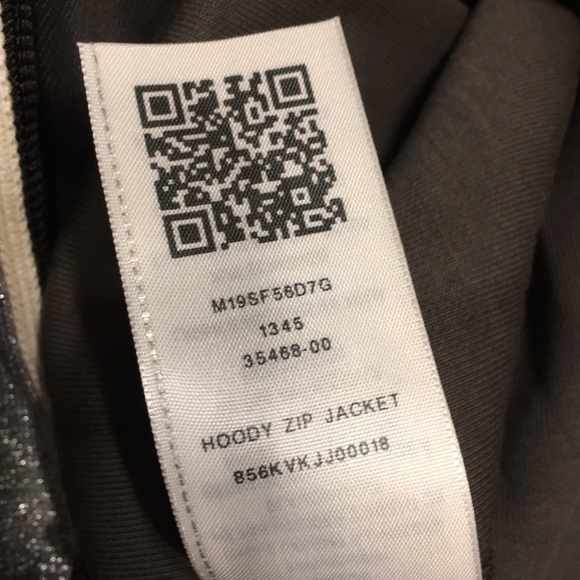 M19SF56D7G
1345
35468-00
HOODY ZIP JACKET
856KVKJJ00018